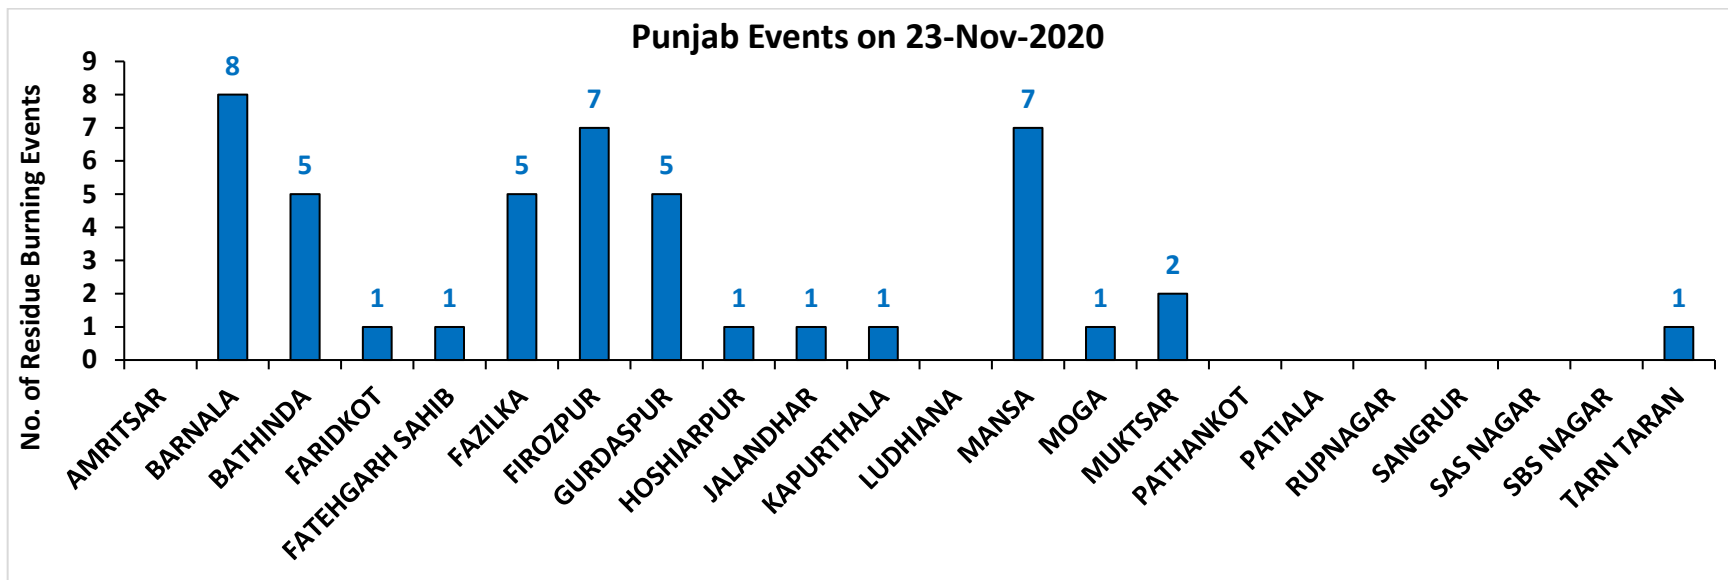 Punjab Events on 23-Nov-2020
No. of Residue Burning Events
9
8
7
6
5
4
3
2
1
0
8
5
1
1
5
7
5
1
1
1
7
1
2
1
AMRITSAR
BARNALA
BATHINDA
FARIDKOT
FATEHGARH SAHIB
FAZILKA
FIROZPUR
GURDASPUR
HOSHIARPUR
JALANDHAR
KAPURTHALA
LUDHIANA
MANSA
MOGA
MUKTSAR
PATHANKOT
PATIALA
RUPNAGAR
SANGRUR
SAS NAGAR
SBS NAGAR
TARN TARAN